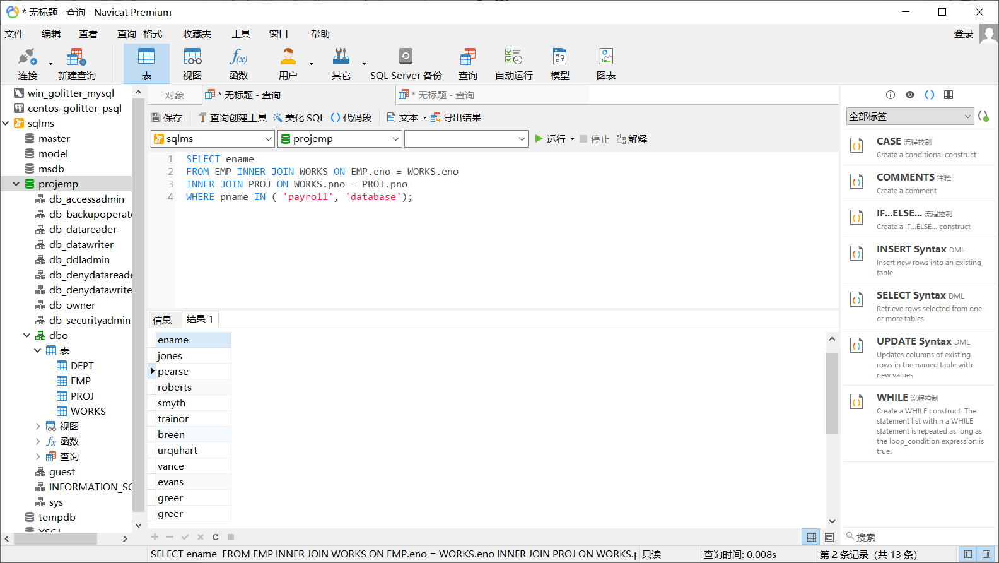 * 无标题 - 查询 - Navicat Premium
文件 编辑 查看 查询 格式 收藏夹 工具 窗口 帮助 登录
连接 新建查询 表 视图 函数 用户 其它 SQL Server 备份 查询 自动运行 模型 图表
win_golitter_mysql
centos_golitter_psql
sqlms
master
model
msdb
projemp
db_accessadmin
db_backupoperat
db_datareader
db_datawriter
db_ddladmin
db_denydatareade
db_denydatawrite
db_owner
db_securityadmin
dbo
表
DEPT
EMP
PROJ
WORKS
视图
函数
查询
guest
INFORMATION_SC
sys
tempdb
对象 * 无标题 - 查询 * 无标题 - 查询
保存 查询创建工具 美化 SQL 代码段 文本 导出结果
sqlms projemp 运行 停止 解释
1 SELECT ename
2 FROM EMP INNER JOIN WORKS ON EMP.eno = WORKS.eno
3 INNER JOIN PROJ ON WORKS.pno = PROJ.pno
4 WHERE pname IN ( 'payroll', 'database');
信息 结果 1
ename
jones
pearse
roberts
smyth
trainor
breen
urquhart
vance
evans
greer
greer
全部标签
CASE 流程控制
Create a conditional construct
COMMENTS 注释
Create a comment
IF...ELSE... 流程控制
Create a IF...ELSE... construct
INSERT Syntax DML
Insert new rows into an existing
table
SELECT Syntax DML
Retrieve rows selected from one
or more tables
UPDATE Syntax DML
Updates columns of existing
rows in the named table with
new values
WHILE 流程控制
Create a WHILE construct. The
statement list within a WHILE
statement is repeated as long as
the loop_condition expression is
true.
搜索
SELECT ename FROM EMP INNER JOIN WORKS ON EMP.eno = WORKS.eno INNER JOIN PROJ ON WORKS.p 只读 查询时间: 0.008s 第 2 条记录 (共 13 条)